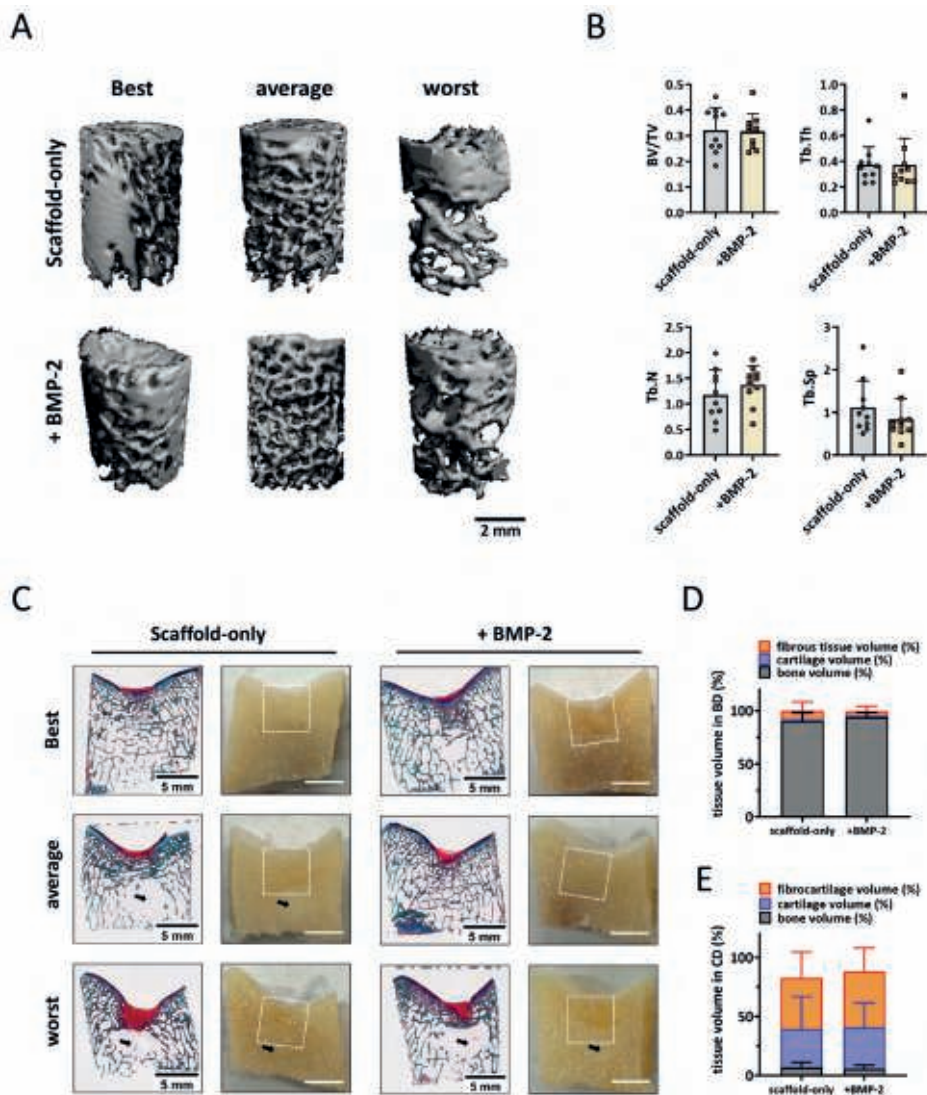 A
Best
average
worst
Scaffold-only
+ BMP-2
2 mm
B
BV/TV
0.5
0.4
0.3
0.2
0.1
0.0
scaffold-only
+BMP-2
Tb.Th
1.0
0.8
0.6
0.4
0.2
0.0
scaffold-only
+BMP-2
Tb.N
2.5
2.0
1.5
1.0
0.5
0.0
scaffold-only
+BMP-2
Tb.Sp
3
2
1
0
scaffold-only
+BMP-2
C
Scaffold-only
+ BMP-2
Best
5 mm
5 mm
average
5 mm
5 mm
worst
5 mm
5 mm
D
fibrous tissue volume (%)
cartilage volume (%)
bone volume (%)
tissue volume in BD (%)
100
50
0
scaffold-only
+BMP-2
E
fibrocartilage volume (%)
cartilage volume (%)
bone volume (%)
tissue volume in CD (%)
100
50
0
scaffold-only
+BMP-2